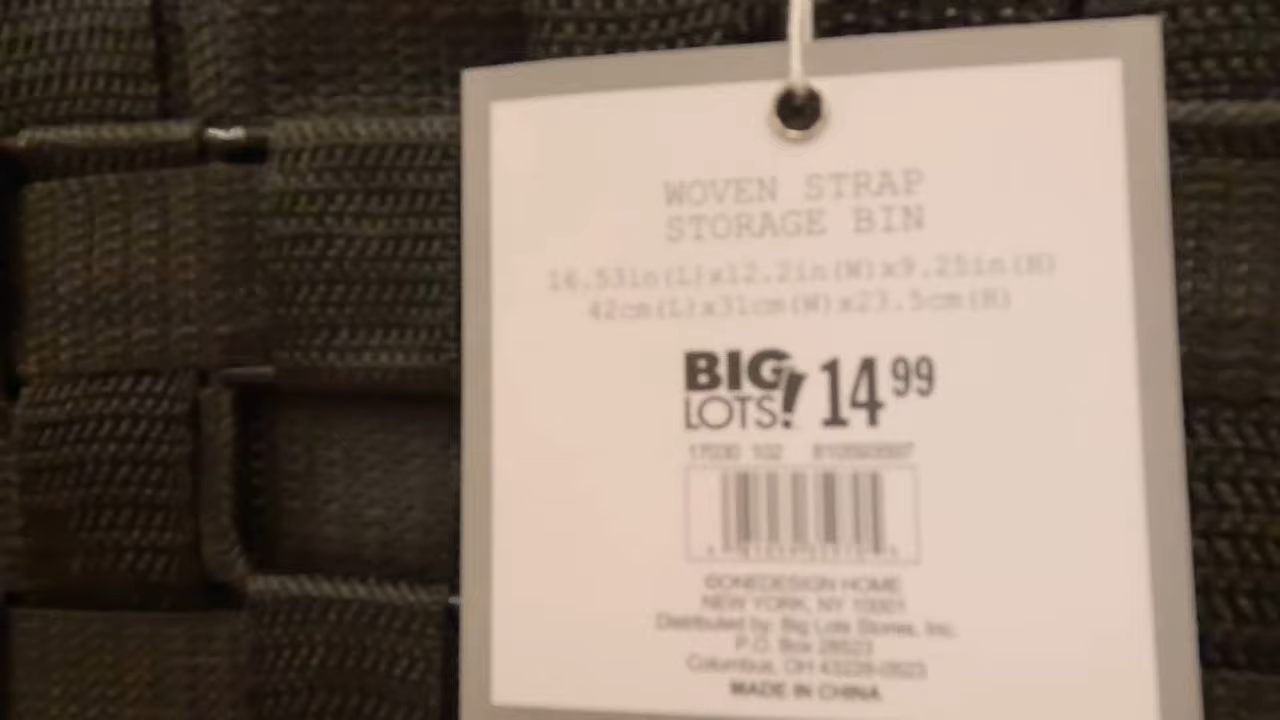 WOVEN STRAP
STORAGE BIN
16.53in(L)x12.2in(W)x9.25in(H)
42cm(L)x31cm(W)x23.5cm(H)
BIG LOTS! 14.99
17030 102
©ONEDESIGN HOME
NEW YORK, NY 10001
Distributed by: Big Lots Stores, Inc.
P.O. Box 28523
Columbus, OH 43228-0523
MADE IN CHINA